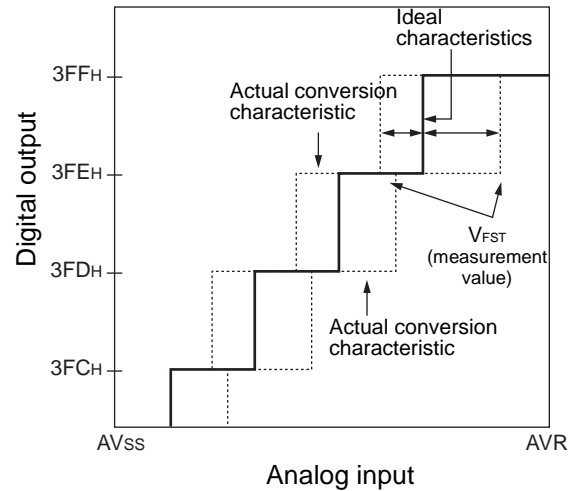 Ideal
characteristics
3FFH
Actual conversion
characteristic
3FEH
VFST
(measurement
value)
3FDH
Actual conversion
characteristic
3FCH
Digital output
AVSS
AVR
Analog input